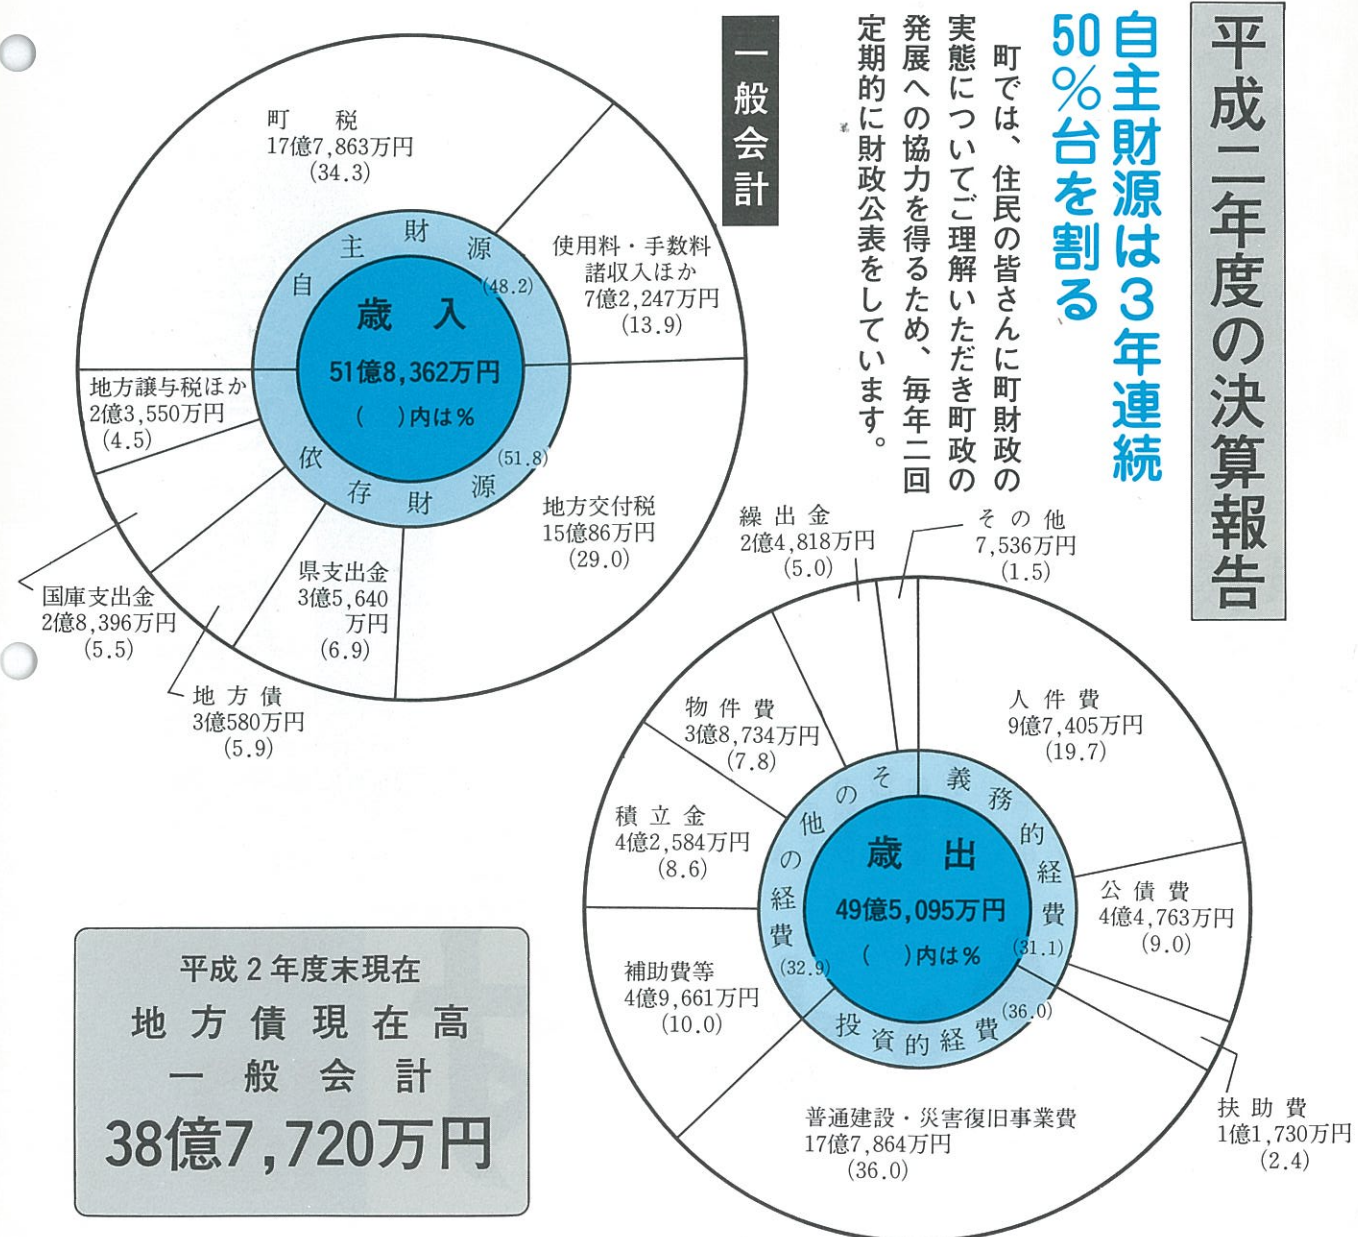 平成二年度の決算報告
自主財源は3年連続
50％台を割る
町では、住民の皆さんに町財政の
実態についてご理解いただき町政の
発展への協力を得るため、毎年二回
定期的に財政公表をしています。
一般会計
町　税
17億7,863万円
(34.3)
使用料・手数料
諸収入ほか
7億2,247万円
(13.9)
自主財源
(48.2)
歳　入
51億8,362万円
(　)内は％
地方譲与税ほか
2億3,550万円
(4.5)
依存財源
(51.8)
地方交付税
15億86万円
(29.0)
県支出金
3億5,640
万円
(6.9)
国庫支出金
2億8,396万円
(5.5)
地方債
3億580万円
(5.9)
繰出金
2億4,818万円
(5.0)
その他
7,536万円
(1.5)
物件費
3億8,734万円
(7.8)
人件費
9億7,405万円
(19.7)
積立金
4億2,584万円
(8.6)
その他の経費
(32.9)
義務的経費
(31.1)
歳　出
49億5,095万円
(　)内は％
公債費
4億4,763万円
(9.0)
補助費等
4億9,661万円
(10.0)
投資的経費
(36.0)
普通建設・災害復旧事業費
17億7,864万円
(36.0)
扶助費
1億1,730万円
(2.4)
平成2年度末現在
地方債現在高
一般会計
38億7,720万円